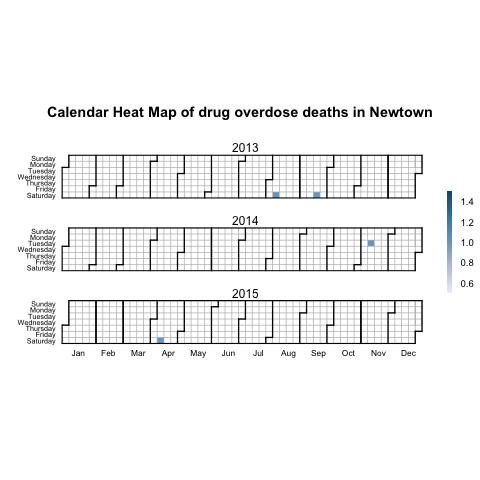 Calendar Heat Map of drug overdose deaths in Newtown
2013
Sunday
Monday
Tuesday
Wednesday
Thursday
Friday
Saturday
2014
Sunday
Monday
Tuesday
Wednesday
Thursday
Friday
Saturday
2015
Sunday
Monday
Tuesday
Wednesday
Thursday
Friday
Saturday
Jan Feb Mar Apr May Jun Jul Aug Sep Oct Nov Dec
1.4
1.2
1.0
0.8
0.6